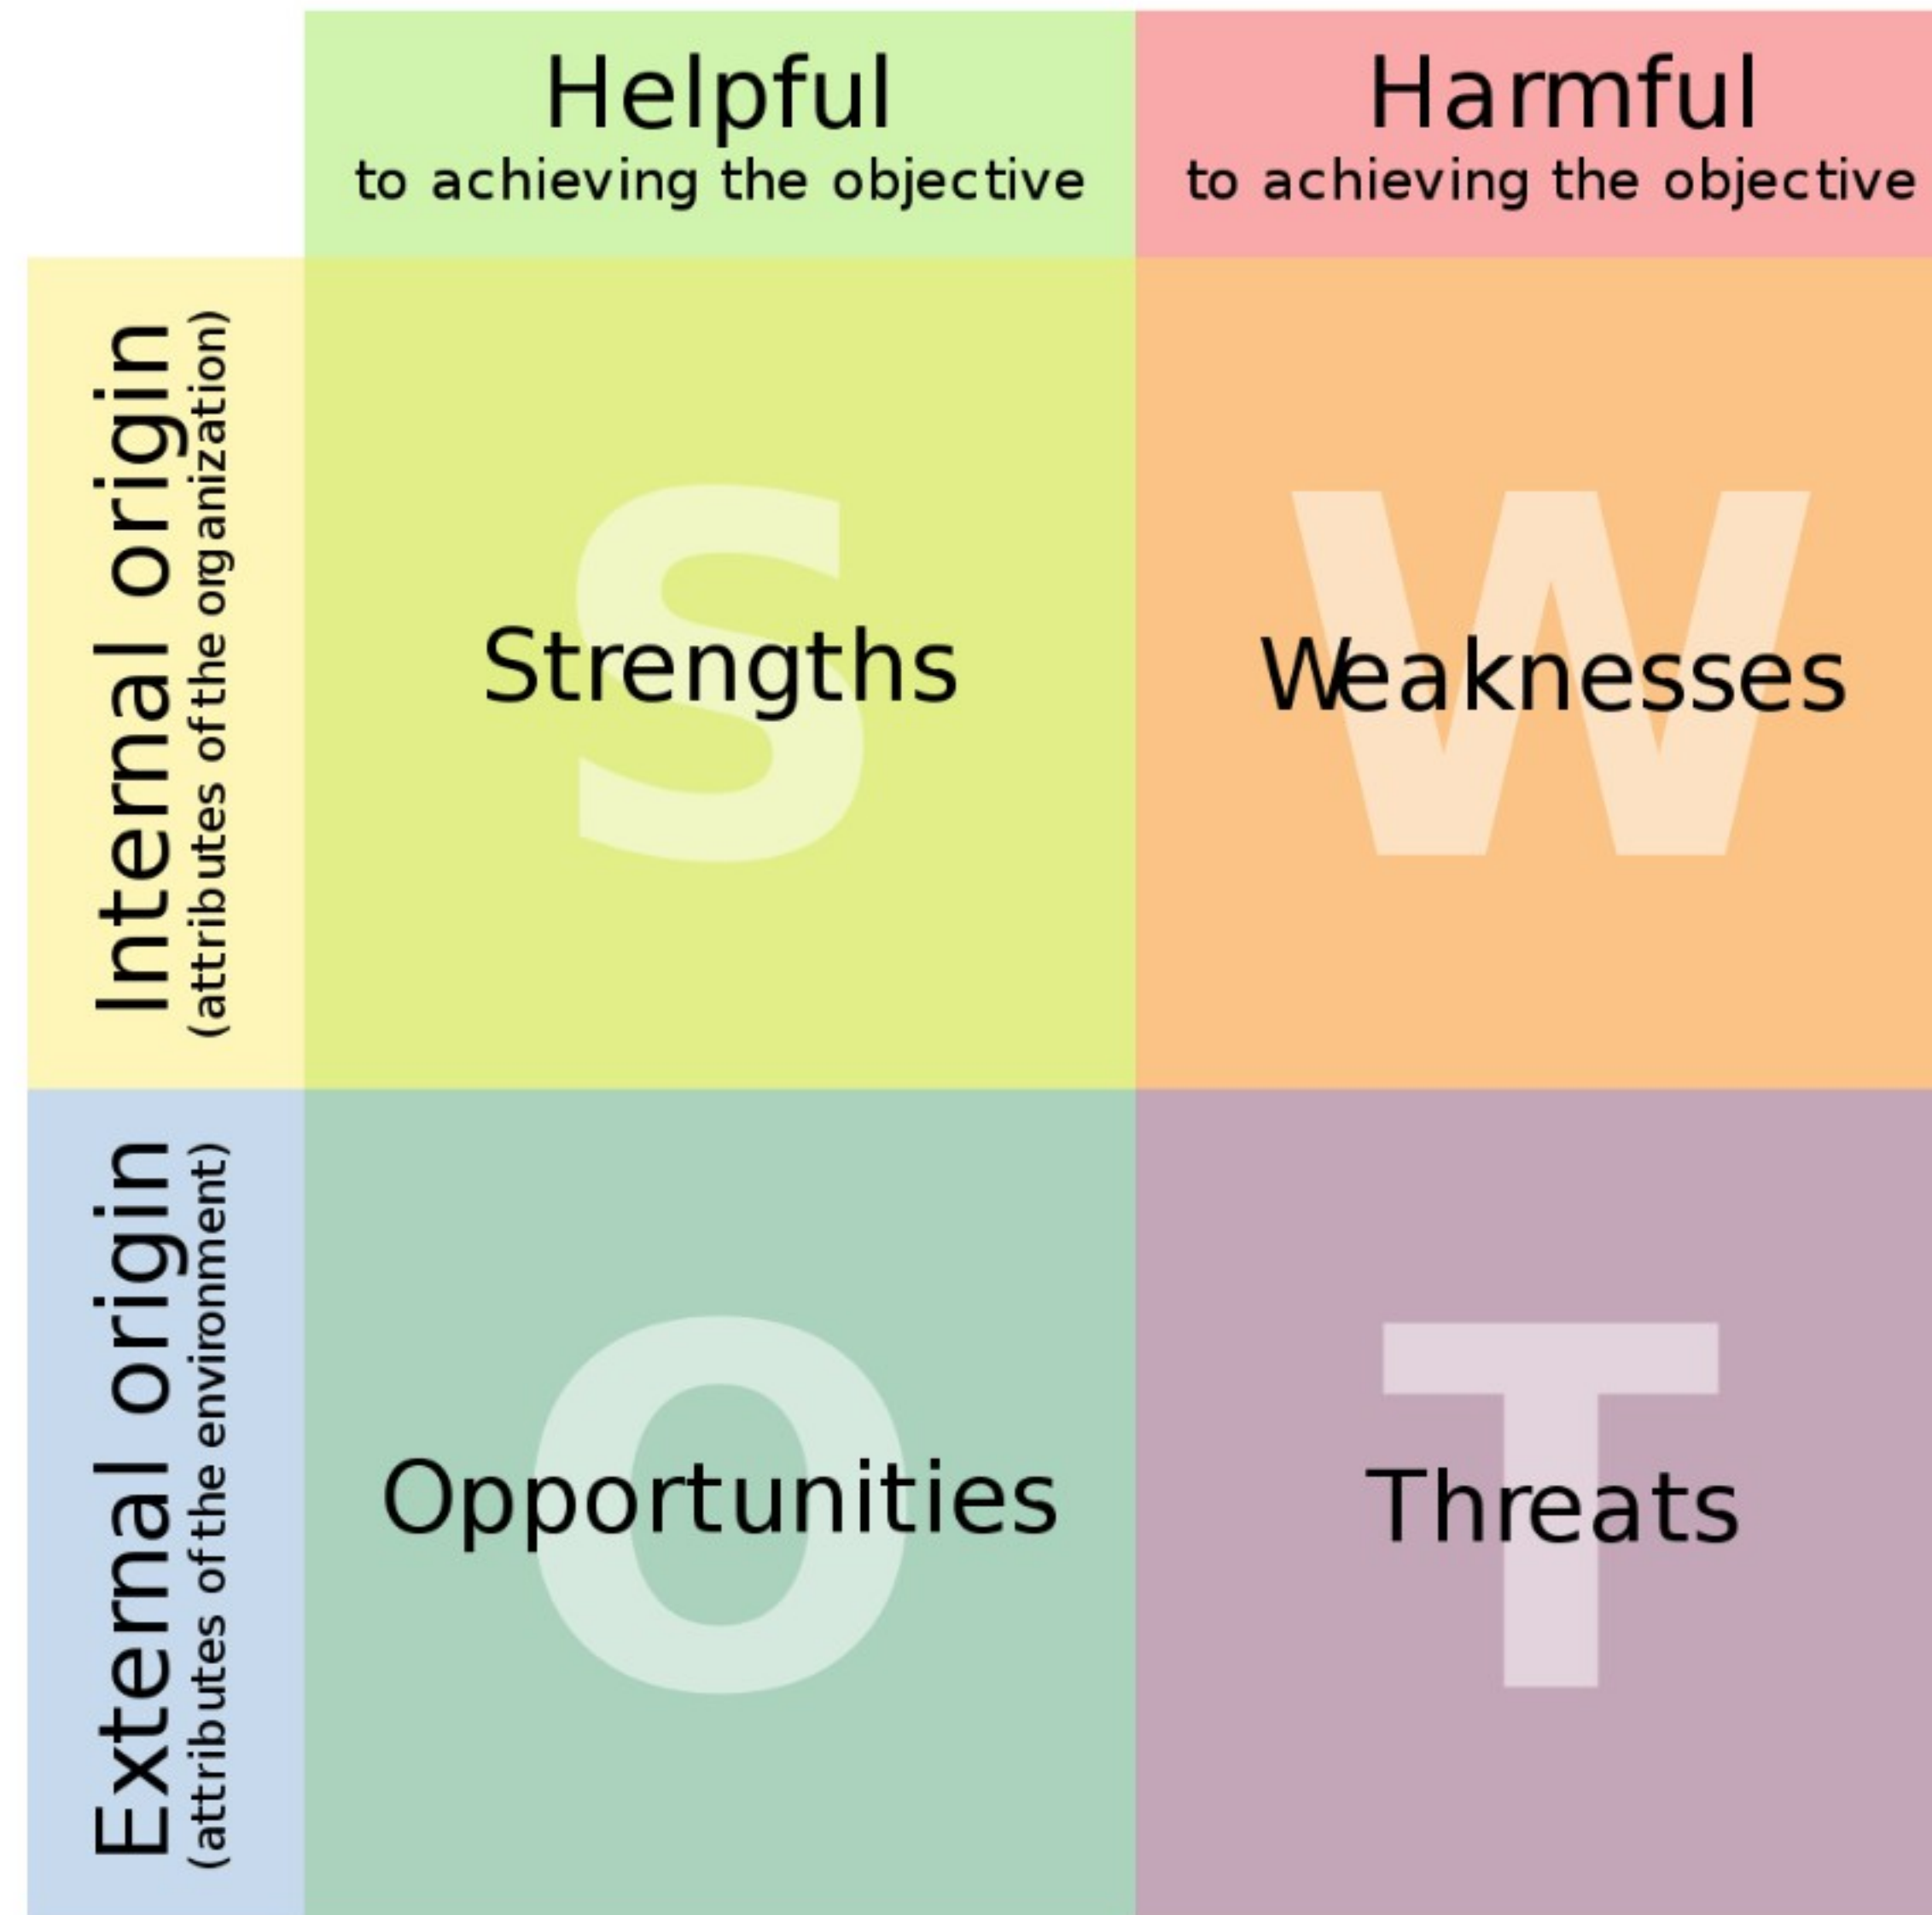 Helpful
to achieving the objective
Harmful
to achieving the objective
Internal origin
(attributes of the organization)
S
Strengths
W
Weaknesses
External origin
(attributes of the environment)
O
Opportunities
T
Threats